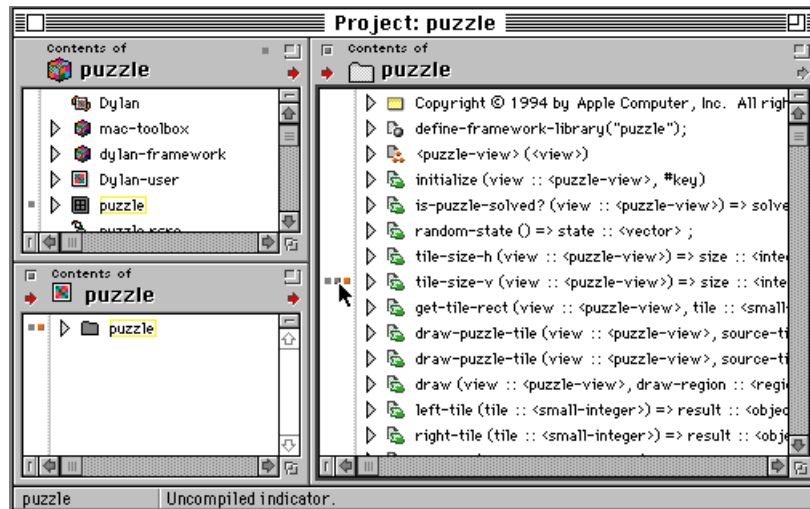 Project: puzzle
Contents of
puzzle
Dylan
mac-toolbox
dylan-framework
Dylan-user
puzzle
puzzle.rsrc
Contents of
puzzle
puzzle
Contents of
puzzle
Copyright © 1994 by Apple Computer, Inc. All righ
define-framework-library("puzzle");
<puzzle-view> (<view>)
initialize (view :: <puzzle-view>, #key)
is-puzzle-solved? (view :: <puzzle-view>) => solve
random-state () => state :: <vector> ;
tile-size-h (view :: <puzzle-view>) => size :: <inte
tile-size-v (view :: <puzzle-view>) => size :: <inte
get-tile-rect (view :: <puzzle-view>, tile :: <small-
draw-puzzle-tile (view :: <puzzle-view>, source-ti
draw-puzzle-tile (view :: <puzzle-view>, source-ti
draw (view :: <puzzle-view>, draw-region :: <regi
left-tile (tile :: <small-integer>) => result :: <objec
right-tile (tile :: <small-integer>) => result :: <obje
puzzle
Uncompiled indicator.